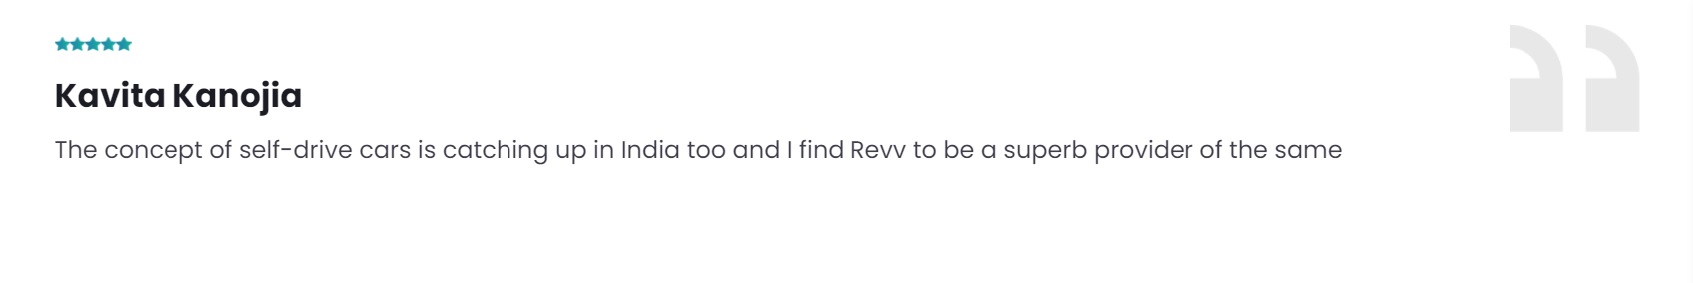 Kavita Kanojia
The concept of self-drive cars is catching up in India too and I find Revv to be a superb provider of the same